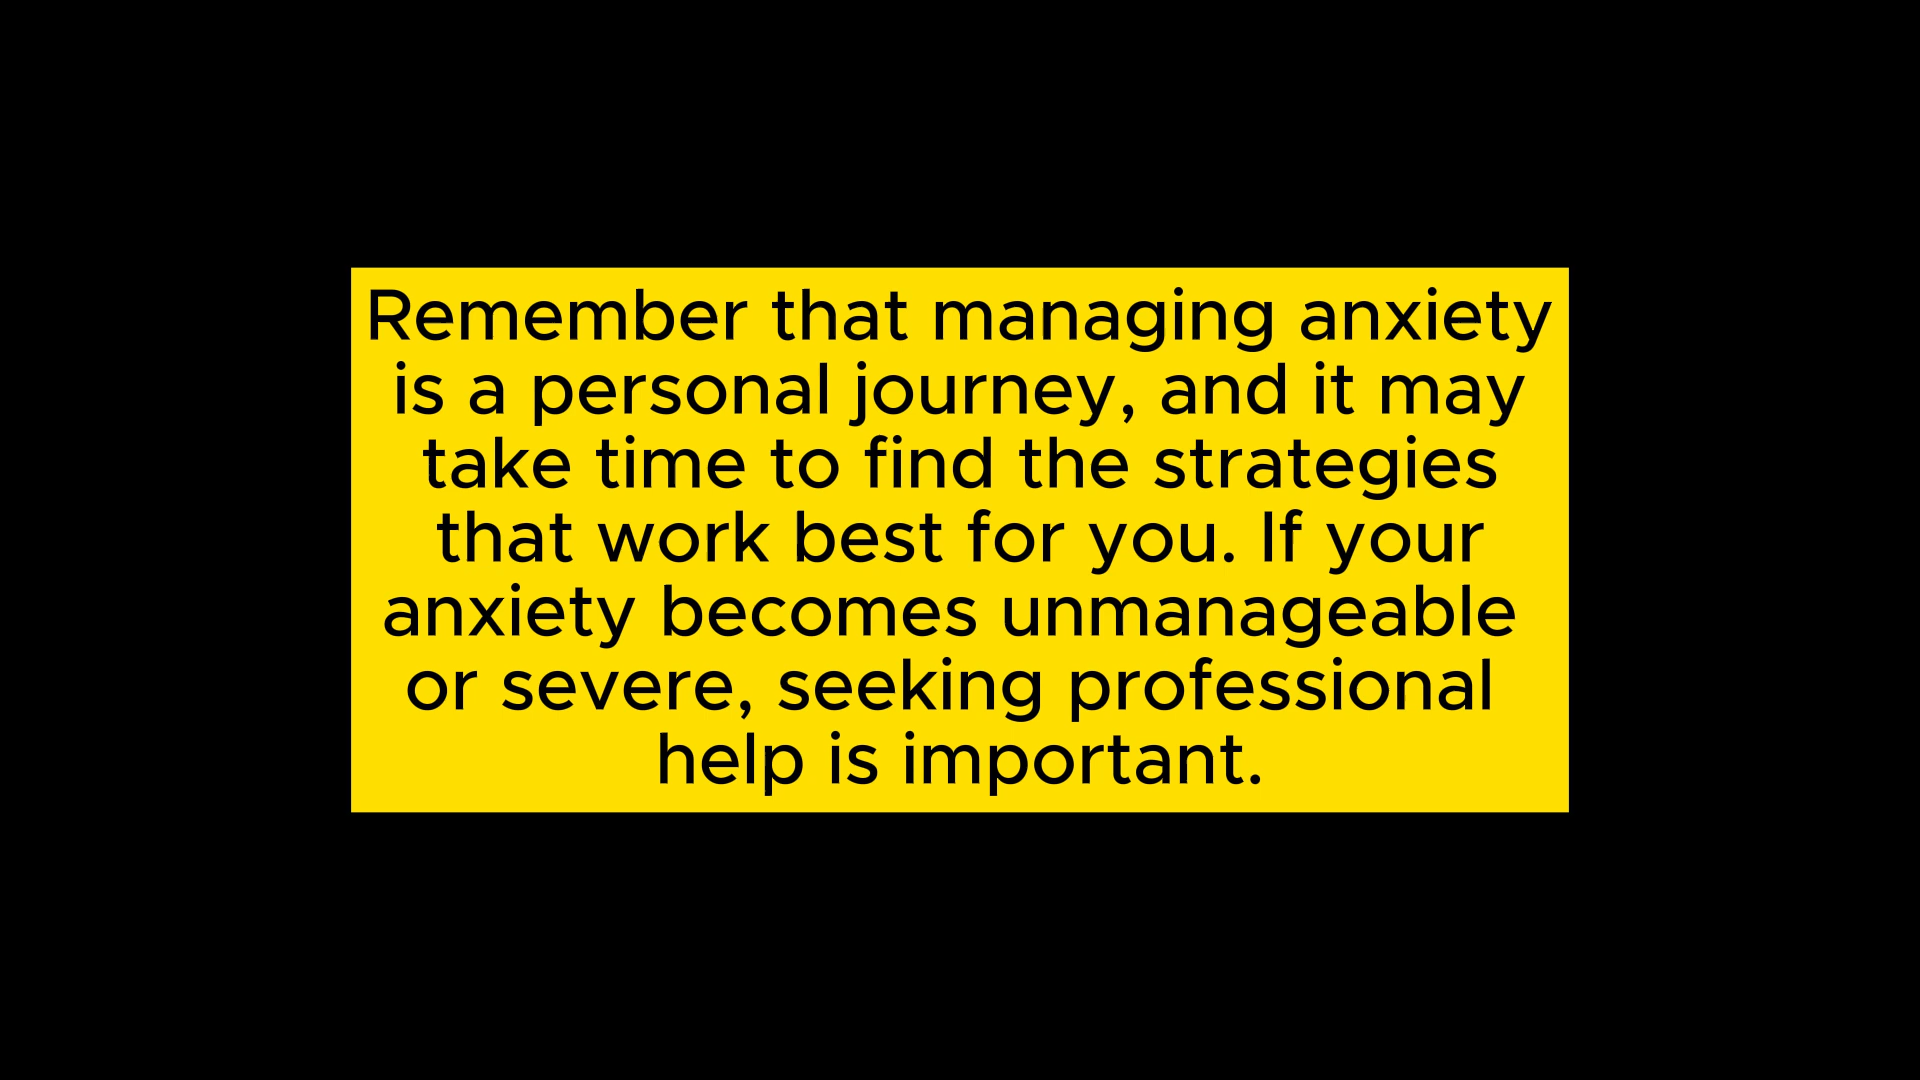 Remember that managing anxiety
is a personal journey, and it may
take time to find the strategies
that work best for you. If your
anxiety becomes unmanageable
or severe, seeking professional
help is important.